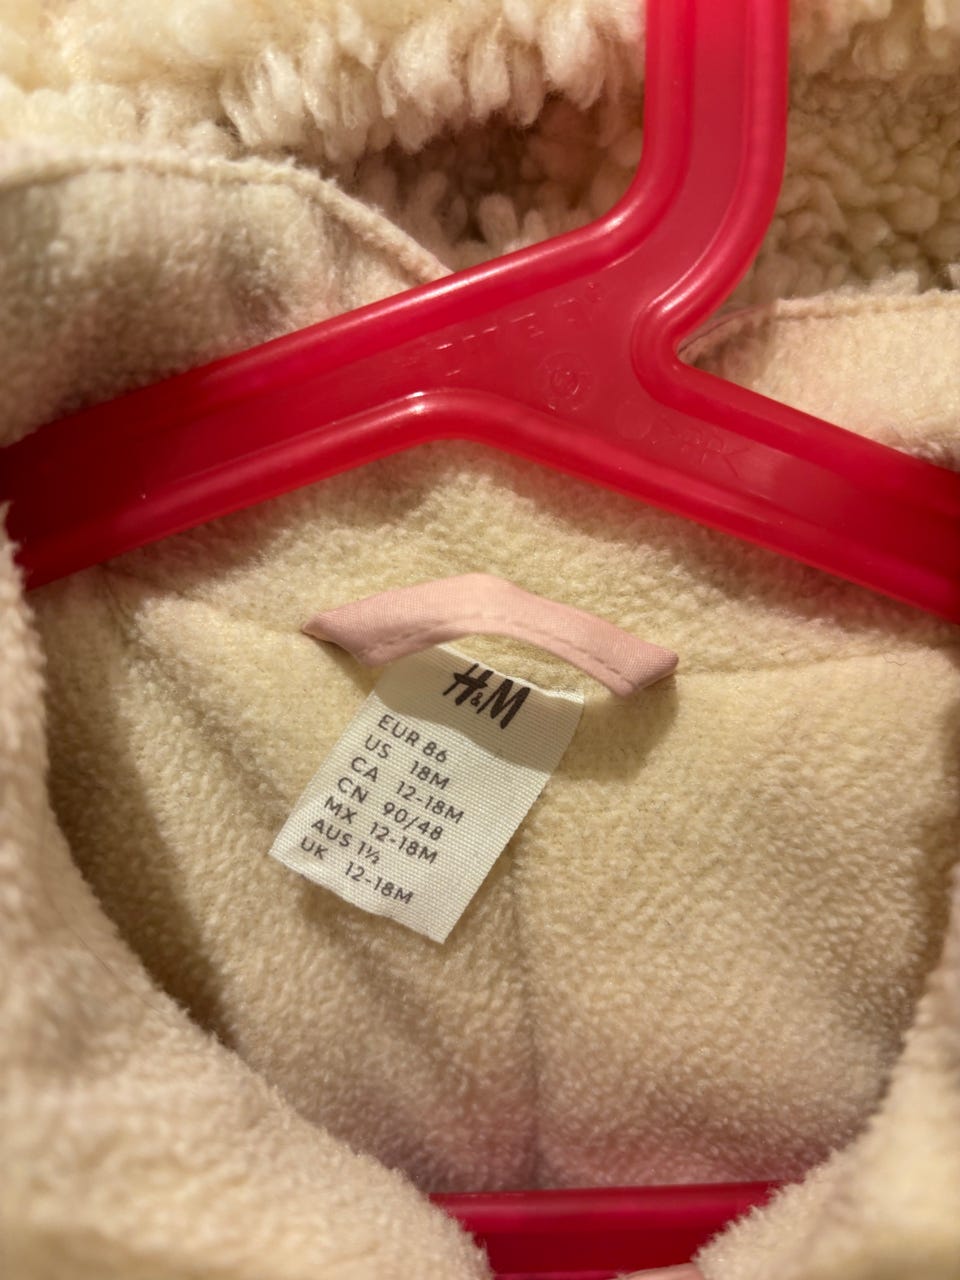 H&M
EUR 86
US 18M
CA 12-18M
CN 90/48
MX 12-18M
AUS 1½
UK 12-18M